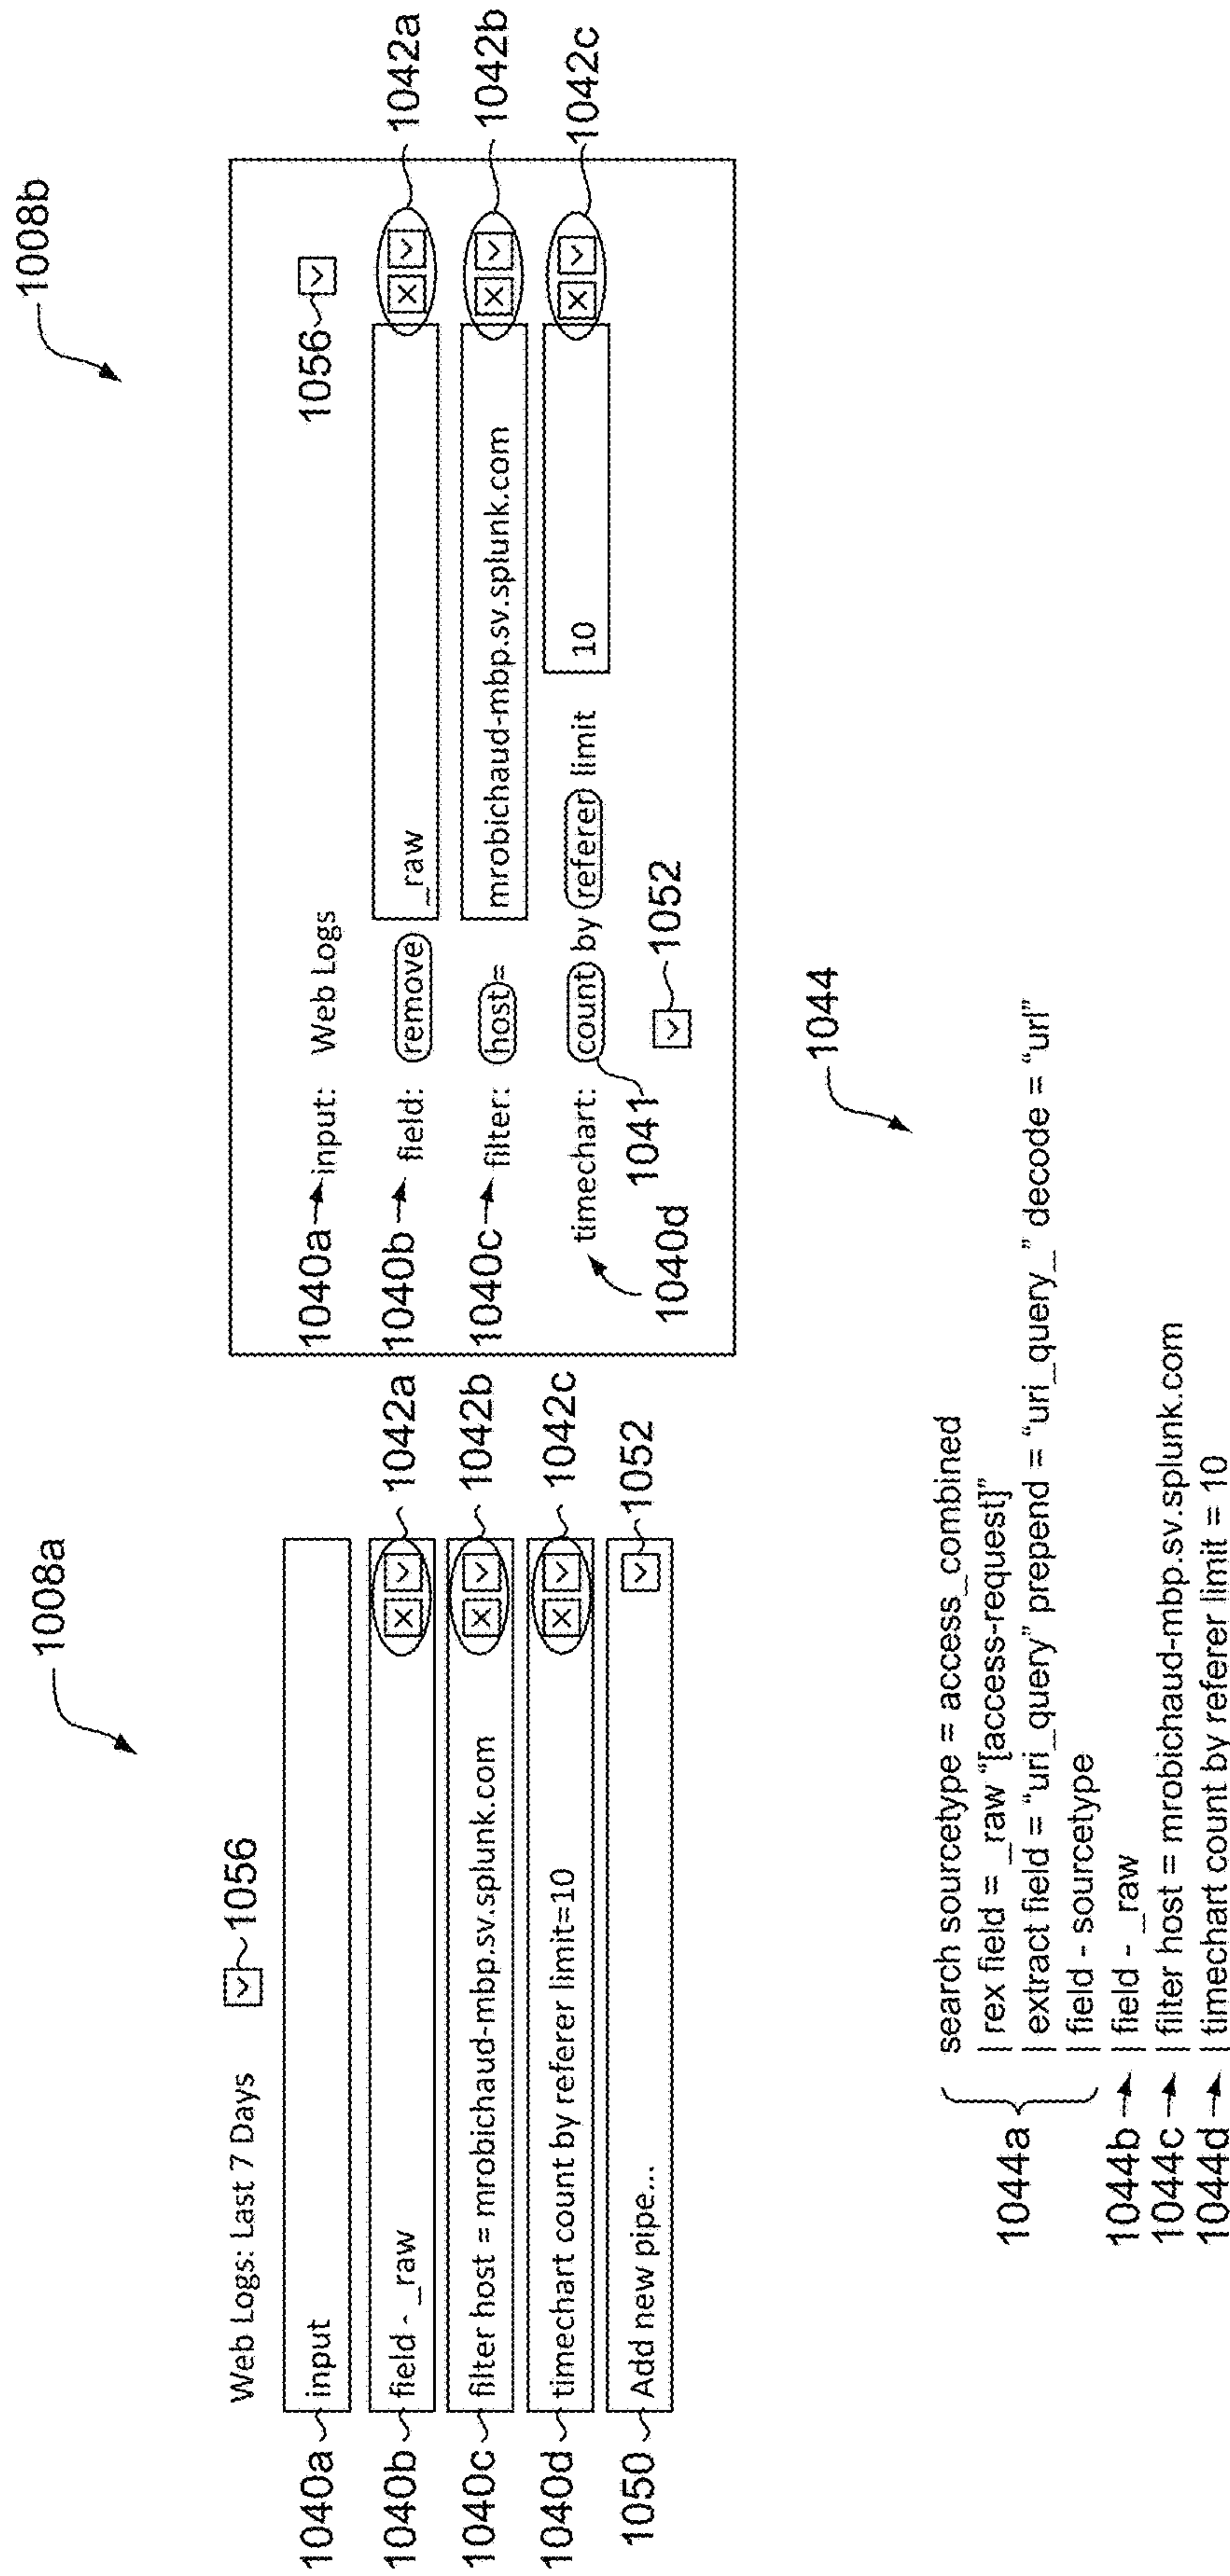 1008a
Web Logs: Last 7 Days 1056
1040a input
1040b field - _raw 1042a
1040c filter host = mrobichaud-mbp.sv.splunk.com 1042b
1040d timechart count by referer limit=10 1042c
1050 Add new pipe... 1052
1008b
1056
1040a input: Web Logs
1040b field: remove _raw 1042a
1040c filter: host = mrobichaud-mbp.sv.splunk.com 1042b
timechart: count by referer limit 10 1042c
1040d 1041 1052
1044
1044a
search sourcetype = access_combined
| rex field = _raw "[access-request]"
| extract field = "uri_query" prepend = "uri_query_" decode = "url"
| field - sourcetype
1044b | field - _raw
1044c | filter host = mrobichaud-mbp.sv.splunk.com
1044d | timechart count by referer limit = 10